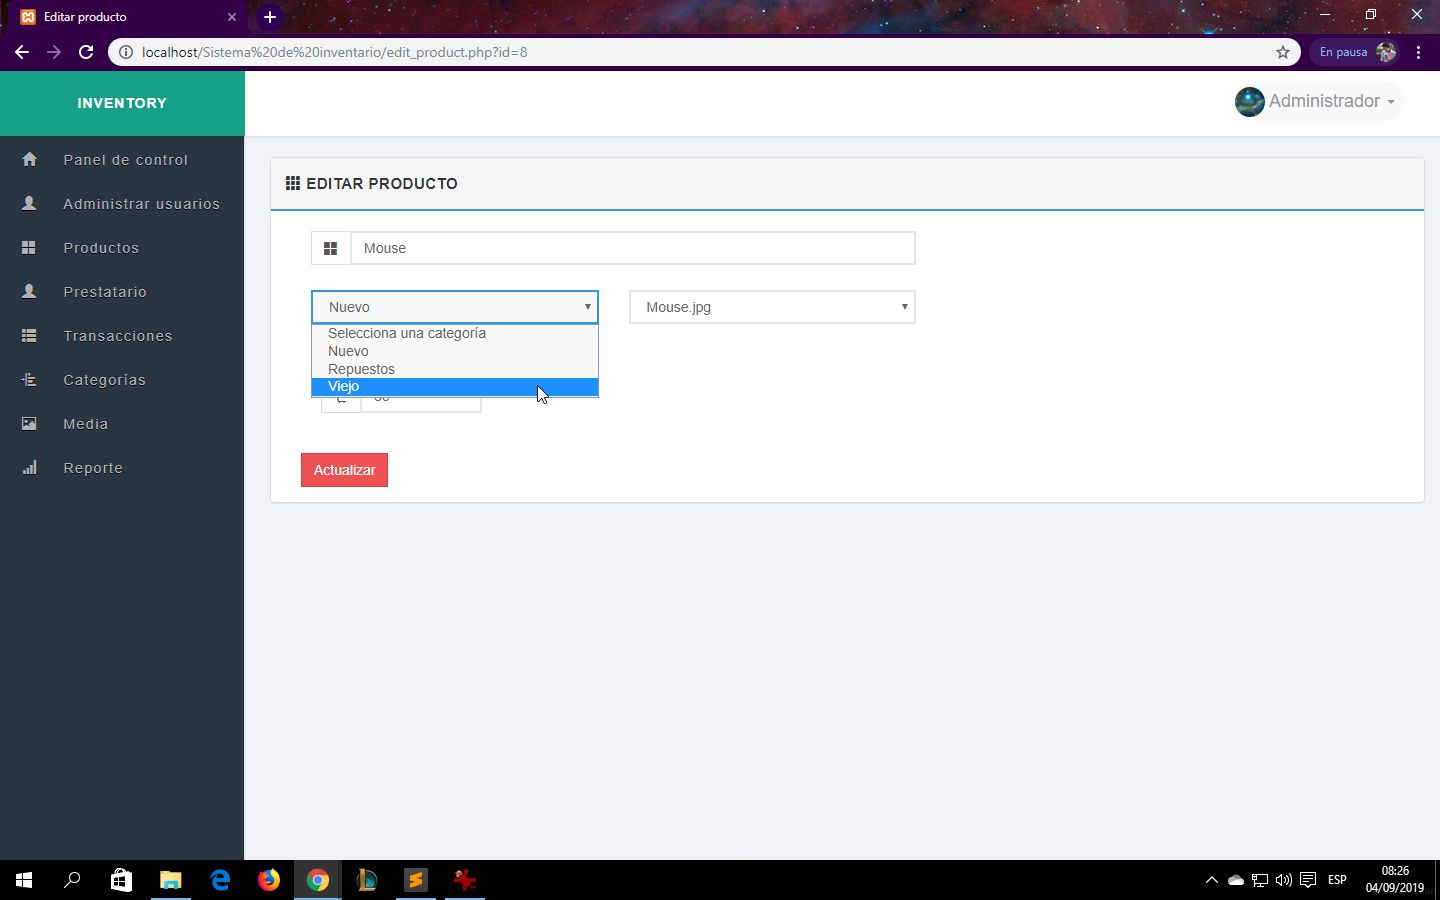 Editar producto
localhost/Sistema%20de%20inventario/edit_product.php?id=8
En pausa
INVENTORY
Administrador
Panel de control
Administrar usuarios
Productos
Prestatario
Transacciones
Categorías
Media
Reporte
EDITAR PRODUCTO
Mouse
Nuevo
Mouse.jpg
Selecciona una categoría
Nuevo
Repuestos
Viejo
Actualizar
ESP
08:26
04/09/2019